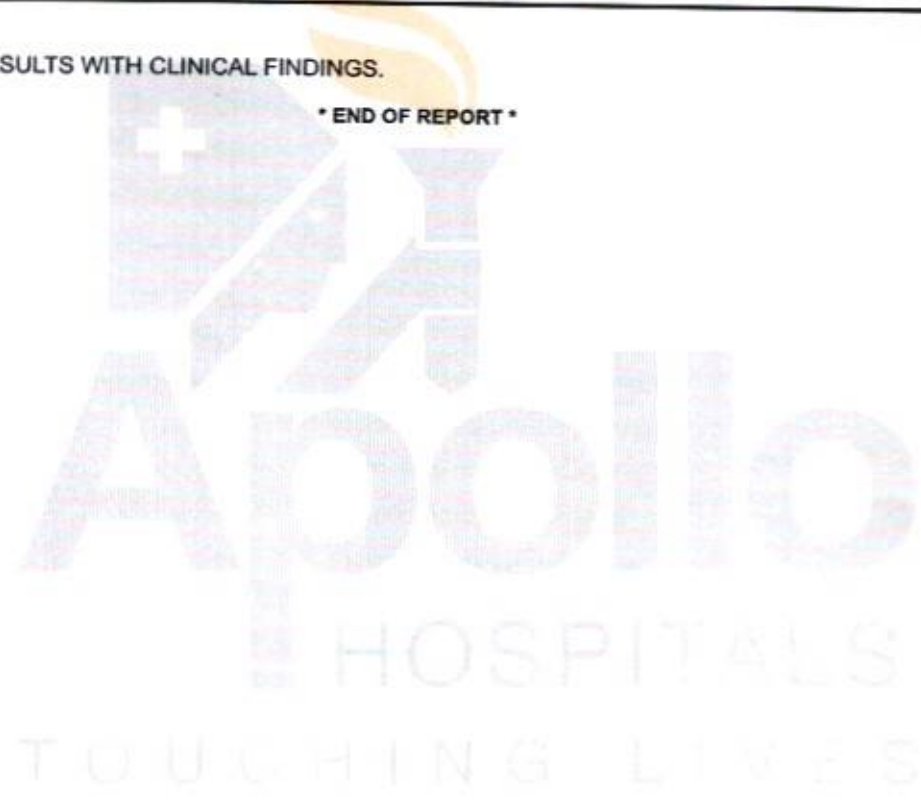 SULTS WITH CLINICAL FINDINGS.
* END OF REPORT *
Apollo
HOSPITALS
TOUCHING LIVES